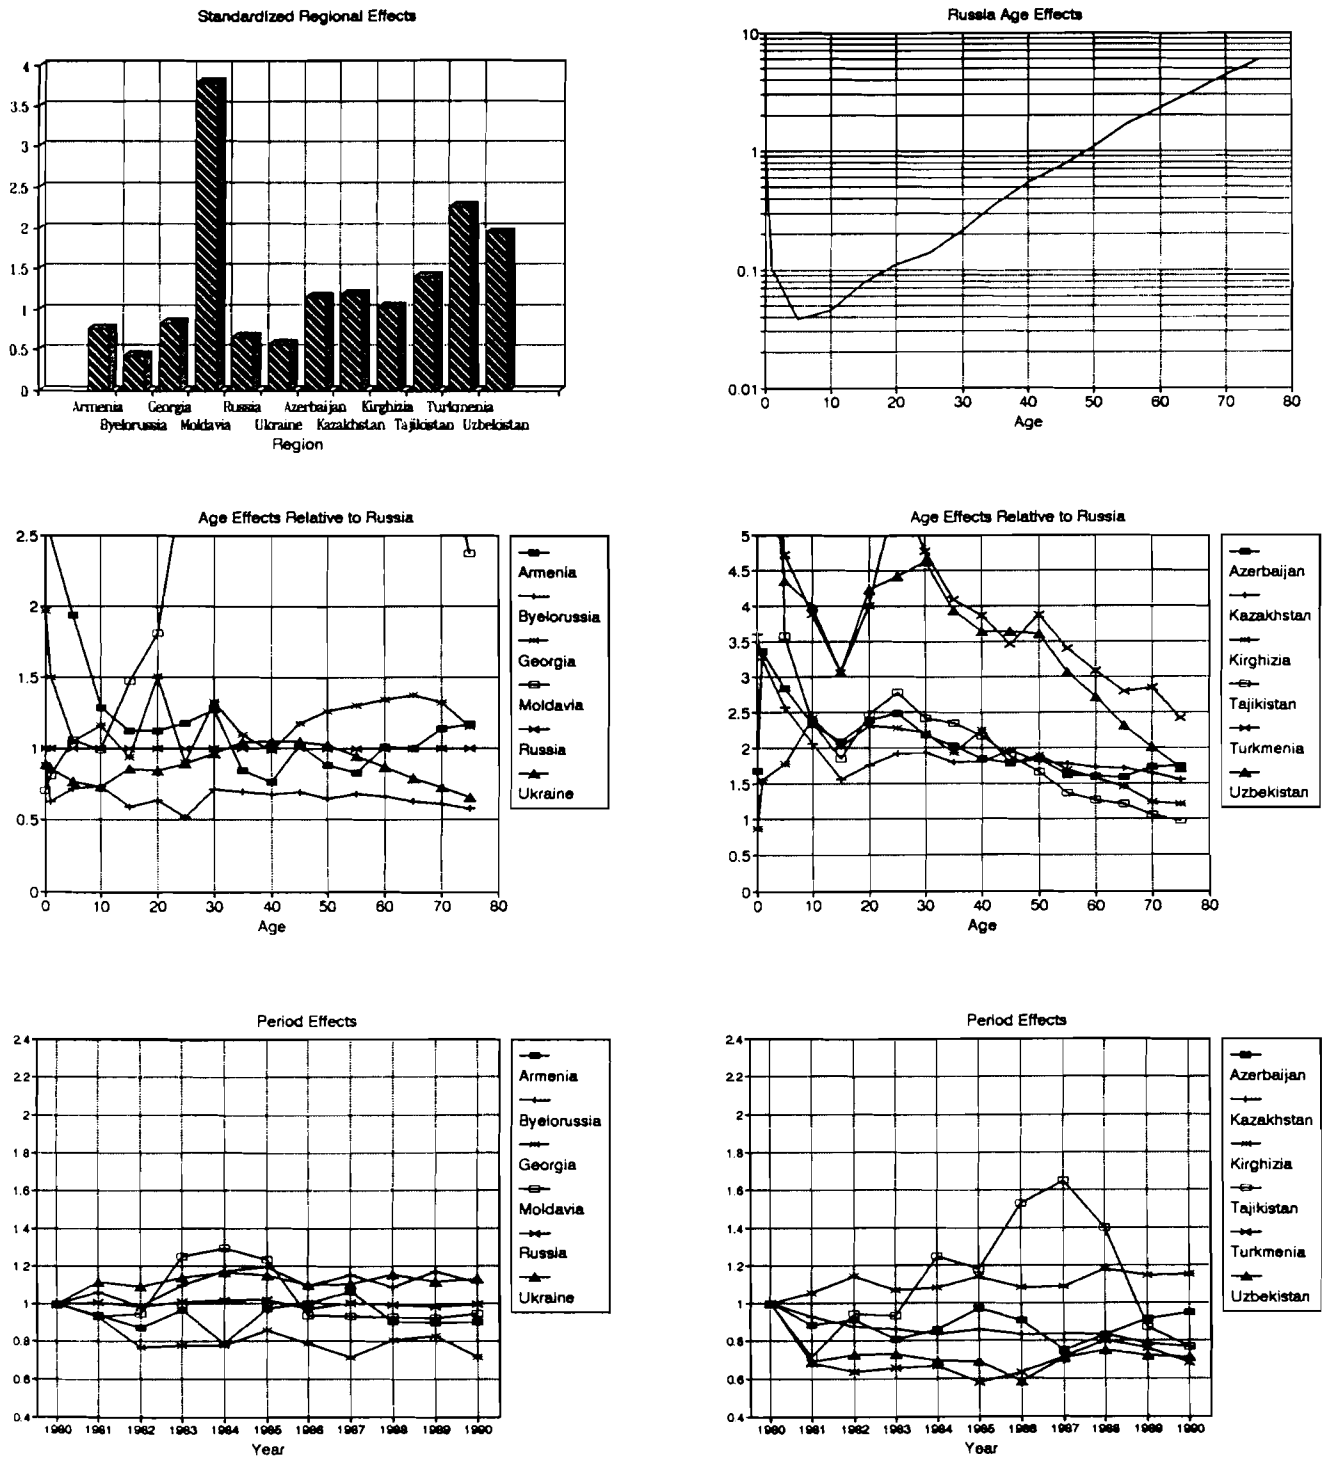 Standardized Regional Effects
4
3.5
3
2.5
2
1.5
1
0.5
0
Armenia Georgia Russia Azerbaijan Kirghizia Turkmenia
Byelorussia Moldavia Ukraine Kazakhstan Tajikistan Uzbekistan
Region
Russia Age Effects
10
1
0.1
0.01
0 10 20 30 40 50 60 70 80
Age
Age Effects Relative to Russia
2.5
2
1.5
1
0.5
0
0 10 20 30 40 50 60 70 80
Age
Armenia
Byelorussia
Georgia
Moldavia
Russia
Ukraine
Age Effects Relative to Russia
5
4.5
4
3.5
3
2.5
2
1.5
1
0.5
0
0 10 20 30 40 50 60 70 80
Age
Azerbaijan
Kazakhstan
Kirghizia
Tajikistan
Turkmenia
Uzbekistan
Period Effects
2.4
2.2
2
1.8
1.6
1.4
1.2
1
0.8
0.6
0.4
1980 1981 1982 1983 1984 1985 1986 1987 1988 1989 1990
Year
Armenia
Byelorussia
Georgia
Moldavia
Russia
Ukraine
Period Effects
2.4
2.2
2
1.8
1.6
1.4
1.2
1
0.8
0.6
0.4
1980 1981 1982 1983 1984 1985 1986 1987 1988 1989 1990
Year
Azerbaijan
Kazakhstan
Kirghizia
Tajikistan
Turkmenia
Uzbekistan